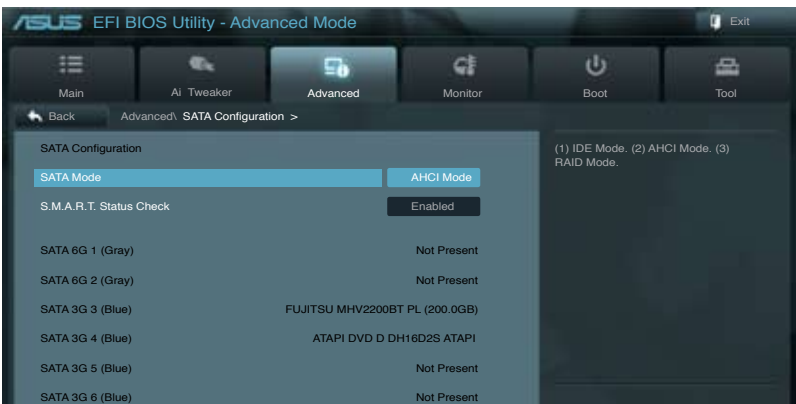 ASUS EFI BIOS Utility - Advanced Mode
Exit
Main Ai Tweaker Advanced Monitor Boot Tool
Back Advanced\ SATA Configuration >
SATA Configuration
(1) IDE Mode. (2) AHCI Mode. (3)
RAID Mode.
SATA Mode AHCI Mode
S.M.A.R.T. Status Check Enabled
SATA 6G 1 (Gray) Not Present
SATA 6G 2 (Gray) Not Present
SATA 3G 3 (Blue) FUJITSU MHV2200BT PL (200.0GB)
SATA 3G 4 (Blue) ATAPI DVD D DH16D2S ATAPI
SATA 3G 5 (Blue) Not Present
SATA 3G 6 (Blue) Not Present